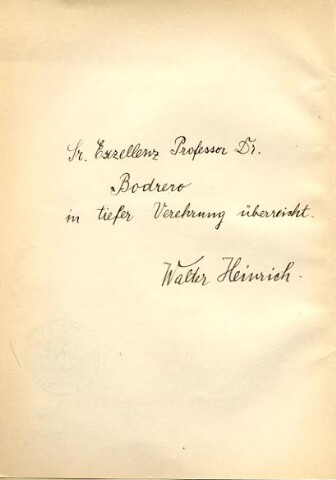 Sr. Exzellenz Professor Dr.
Bodrero
in tiefer Verehrung überreicht.
Walter Heinrich.